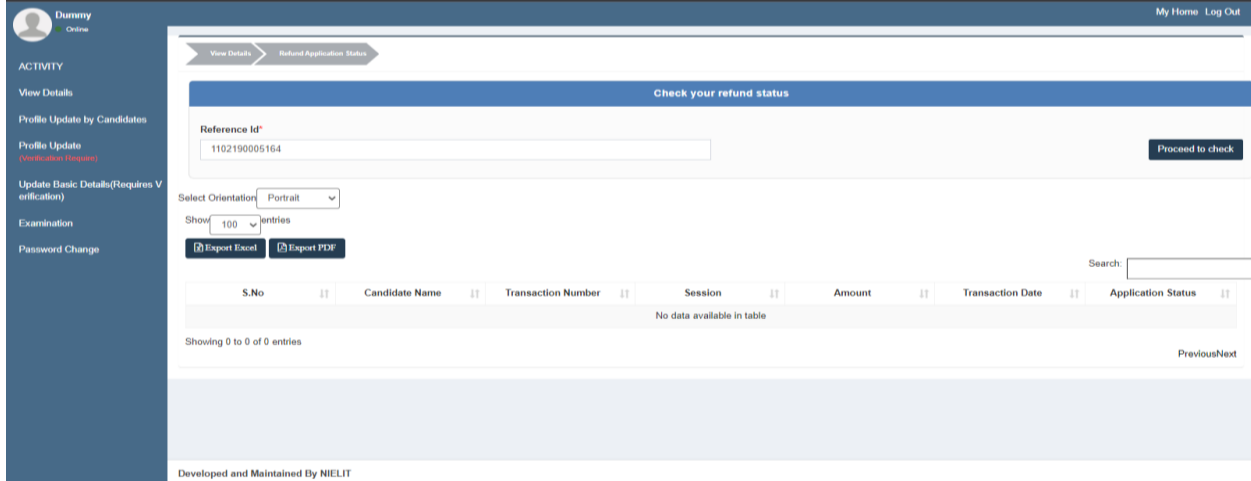 Dummy
Online
My Home Log Out
ACTIVITY
View Details
Profile Update by Candidates
Profile Update
(Verification Require)
Update Basic Details(Requires V
erification)
Examination
Password Change
View Details
Refund Application Status
Check your refund status
Reference Id*
1102190005164
Proceed to check
Select Orientation Portrait
Show 100 entries
Export Excel Export PDF
Search:
S.No Candidate Name Transaction Number Session Amount Transaction Date Application Status
No data available in table
Showing 0 to 0 of 0 entries
PreviousNext
Developed and Maintained By NIELIT